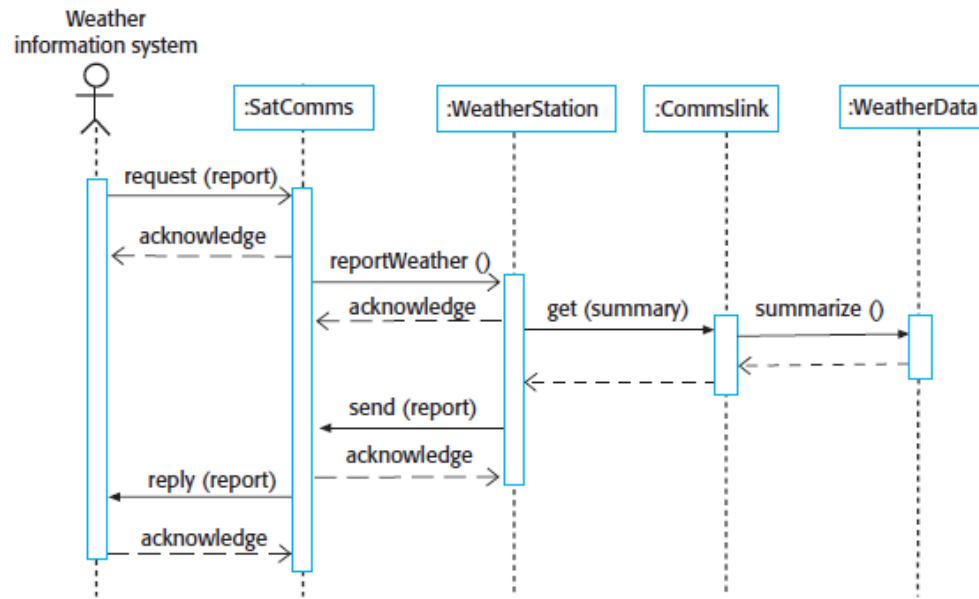 Weather
information system
:SatComms
:WeatherStation
:Commslink
:WeatherData
request (report)
acknowledge
reportWeather ()
acknowledge
get (summary)
summarize ()
send (report)
acknowledge
reply (report)
acknowledge